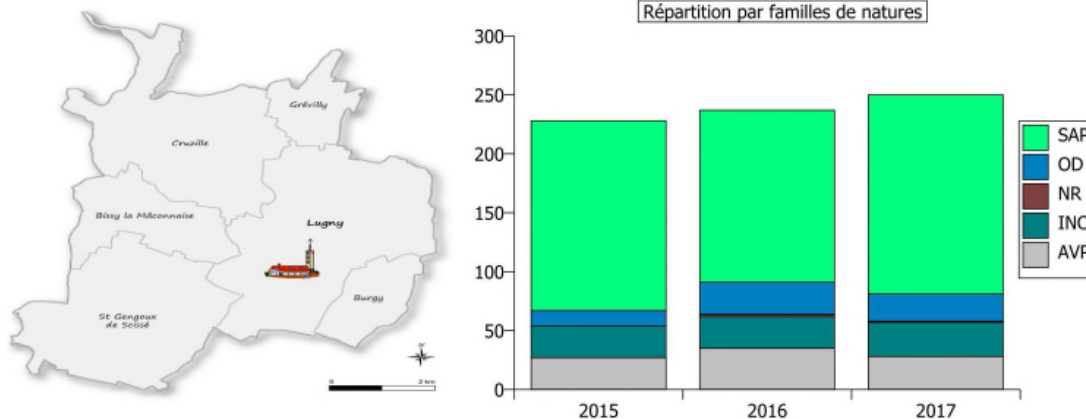 Grévilly
Cruzille
Bissy la Mâconnaise
Lugny
Burgy
St Gengoux
de Scissé
2 km
Répartition par familles de natures
300
250
200
150
100
50
0
2015
2016
2017
SAP
OD
NR
INC
AVP